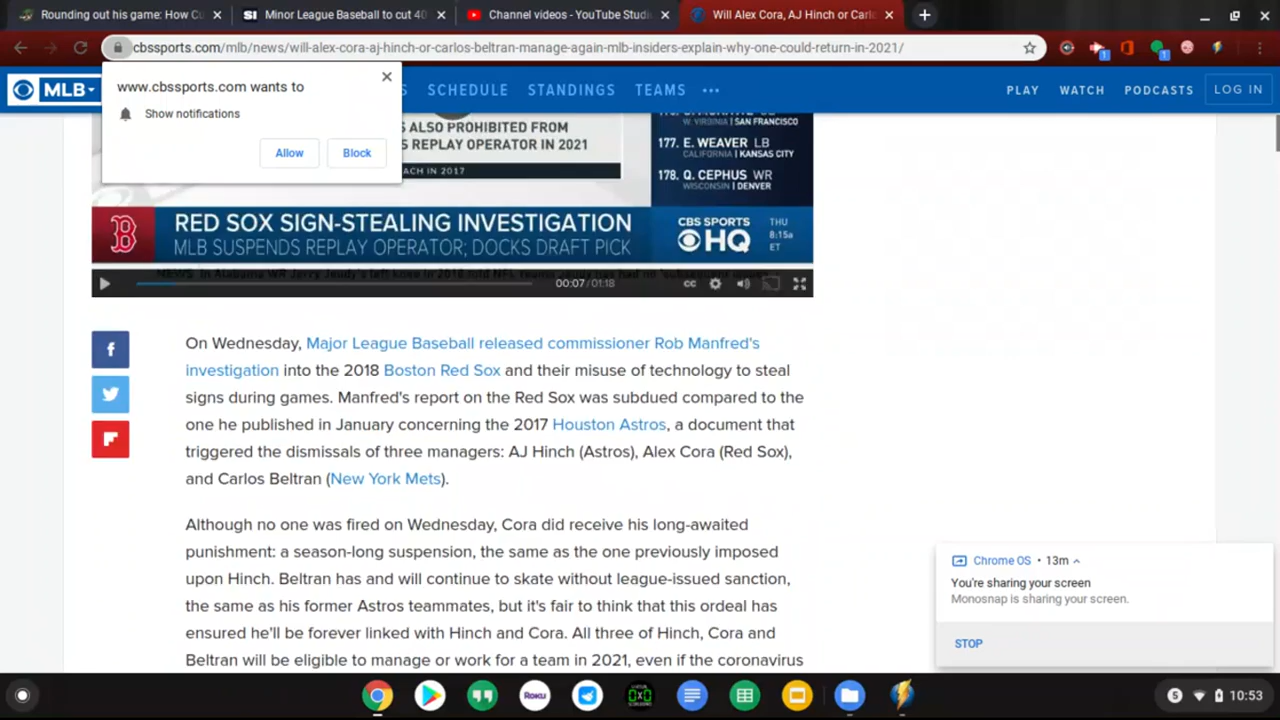 Rounding out his game: How Cu
Minor League Baseball to cut 40
Channel videos - YouTube Studi
Will Alex Cora, AJ Hinch or Carlo
cbssports.com/mlb/news/will-alex-cora-aj-hinch-or-carlos-beltran-manage-again-mlb-insiders-explain-why-one-could-return-in-2021/
MLB
S
SCHEDULE
STANDINGS
TEAMS
PLAY
WATCH
PODCASTS
LOG IN
www.cbssports.com wants to
Show notifications
Allow
Block
S ALSO PROHIBITED FROM
S REPLAY OPERATOR IN 2021
ACH IN 2017
W. VIRGINIA | SAN FRANCISCO
177. E. WEAVER LB
CALIFORNIA | KANSAS CITY
178. Q. CEPHUS WR
WISCONSIN | DENVER
RED SOX SIGN-STEALING INVESTIGATION
MLB SUSPENDS REPLAY OPERATOR; DOCKS DRAFT PICK
CBS SPORTS
HQ
THU
8:15a
ET
00:07 / 01:18
CC
On Wednesday, Major League Baseball released commissioner Rob Manfred's
investigation into the 2018 Boston Red Sox and their misuse of technology to steal
signs during games. Manfred's report on the Red Sox was subdued compared to the
one he published in January concerning the 2017 Houston Astros, a document that
triggered the dismissals of three managers: AJ Hinch (Astros), Alex Cora (Red Sox),
and Carlos Beltran (New York Mets).
Although no one was fired on Wednesday, Cora did receive his long-awaited
punishment: a season-long suspension, the same as the one previously imposed
upon Hinch. Beltran has and will continue to skate without league-issued sanction,
the same as his former Astros teammates, but it's fair to think that this ordeal has
ensured he'll be forever linked with Hinch and Cora. All three of Hinch, Cora and
Beltran will be eligible to manage or work for a team in 2021, even if the coronavirus
Chrome OS • 13m
You're sharing your screen
Monosnap is sharing your screen.
STOP
Roku
5
10:53